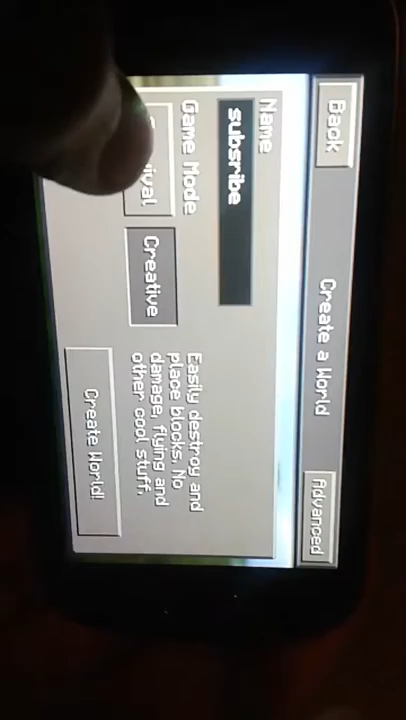 Back
Create a World
Advanced
Name
subsribe
Game Mode
Creative
Easily destroy and
place blocks. No
damage, flying and
other cool stuff.
Create World!